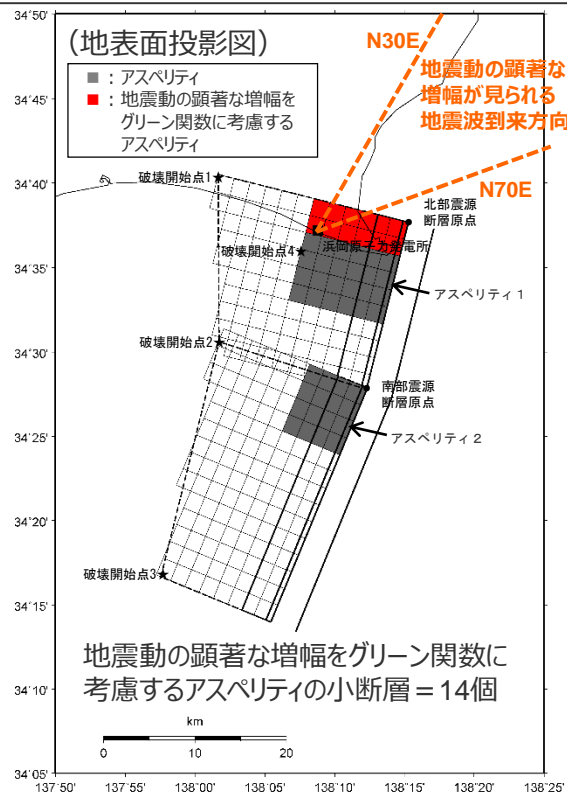 34°50'
(地表面投影図)
■ : アスペリティ
■ : 地震動の顕著な増幅を
グリーン関数に考慮する
アスペリティ
N30E
地震動の顕著な
増幅が見られる
地震波到来方向
34°45'
34°40'
破壊開始点1
N70E
北部震源
断層原点
破壊開始点4
浜岡原子力発電所
34°35'
アスペリティ1
34°30'
破壊開始点2
南部震源
断層原点
34°25'
アスペリティ2
34°20'
破壊開始点3
34°15'
地震動の顕著な増幅をグリーン関数に
考慮するアスペリティの小断層=14個
34°10'
km
0 10 20
34°05'
137°50' 137°55' 138°00' 138°05' 138°10' 138°15' 138°20' 138°25'